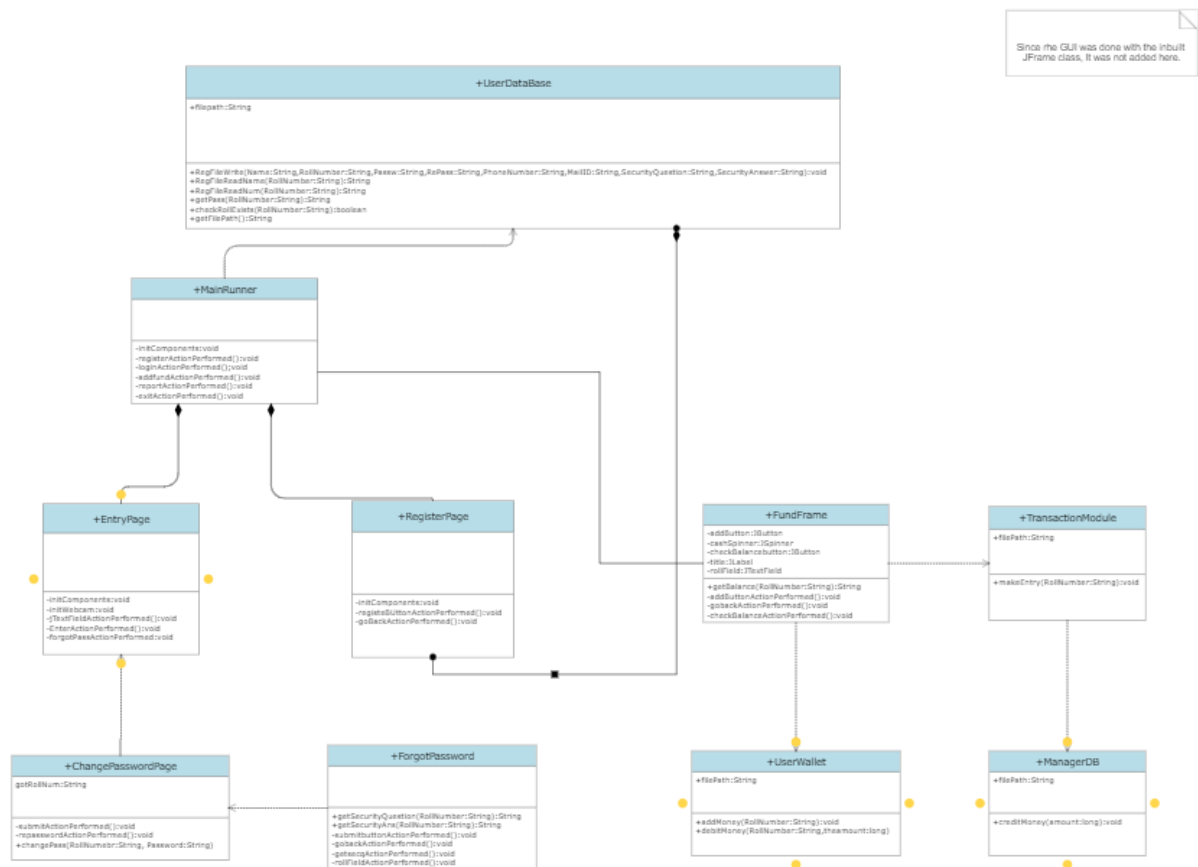 Since rhe GUI was done with the inbuilt
JFrame class, It was not added here.
+UserDataBase
+filepath:String
+RegFileWrite(Name:String,RollNumber:String,Passw:String,RePass:String,PhoneNumber:String,MailID:String,SecurityQuestion:String,SecurityAnswer:String):void
+RegFileReadName(RollNumber:String):String
+RegFileReadNum(RollNumber:String):String
+getPass(RollNumber:String):String
+checkRollExists(RollNumber:String):boolean
+getFilePath():String
+MainRunner
-initComponents:void
-registerActionPerformed():void
-loginActionPerformed();void
-addfundActionPerformed():void
-reportActionPerformed():void
-exitActionPerformed():void
+EntryPage
-initComponents:void
-initWebcam:void
-jTextFieldActionPerformed():void
-EnterActionPerformed():void
-forgotPassActionPerformed:void
+RegisterPage
-initComponents:void
-registeBUttonActionPerformed():void
-goBackActionPerformed():void
+FundFrame
-addButton:JButton
-cashSpinner:JSpinner
-checkBalancebutton:JButton
-title:JLabel
-rollField:JTextField
+getBalance(RollNumber:String):String
-addButtonActionPerformed():void
-gobackActionPerformed():void
-checkBalanceActionPerformed():void
+TransactionModule
+filePath:String
+makeEntry(RollNumber:String):void
+ChangePasswordPage
gotRollNum:String
-submitActionPerformed():void
-repasswordActionPerformed():void
+changePass(RollNumebr:String, Password:String)
+ForgotPassword
+getSecurityQuestion(RollNumber:String):String
+getSecurityAns(RollNumber:String):String
-submitbuttonActionPerformed():void
-gobackActionPerformed():void
-getsecqActionPerformed():void
-rollFieldActionPerformed():void
+UserWallet
+filePath:String
+addMoney(RollNumber:String):void
+debitMoney(RollNumber:String,theamount:long)
+ManagerDB
+filePath:String
+creditMoney(amount:long):void